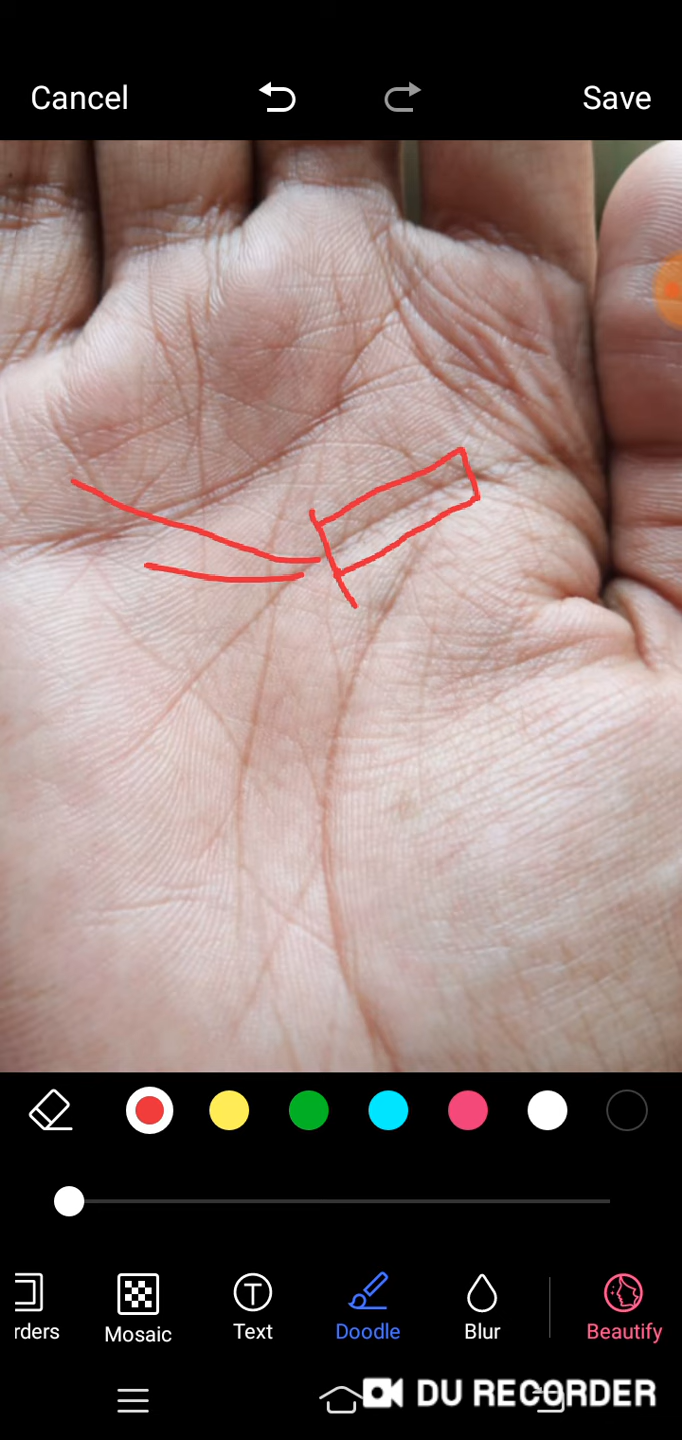 Cancel
Save
rders
Mosaic
Text
Doodle
Blur
Beautify
DU RECORDER